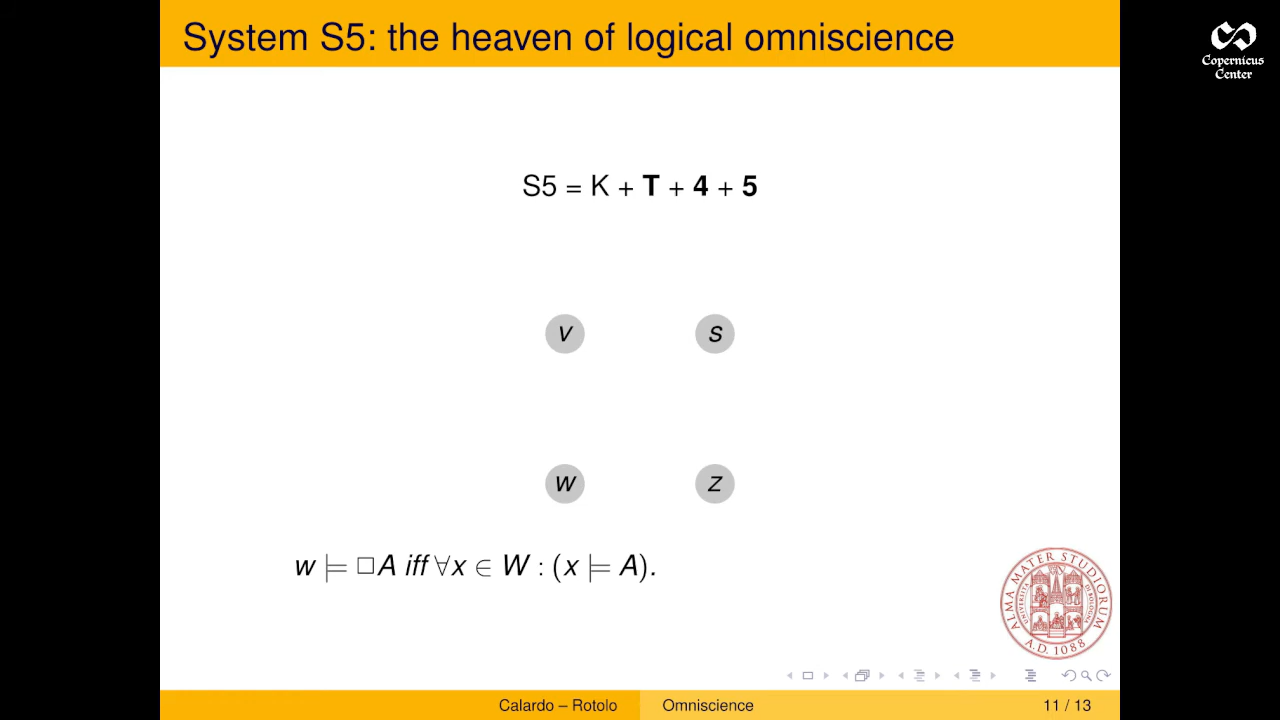 System S5: the heaven of logical omniscience
Copernicus
Center
S5 = K + T + 4 + 5
v s
w z
w ⊨ □A iff ∀x ∈ W : (x ⊨ A).
ALMA MATER STUDIORUM
A.D. 1088
Calardo – Rotolo Omniscience 11 / 13